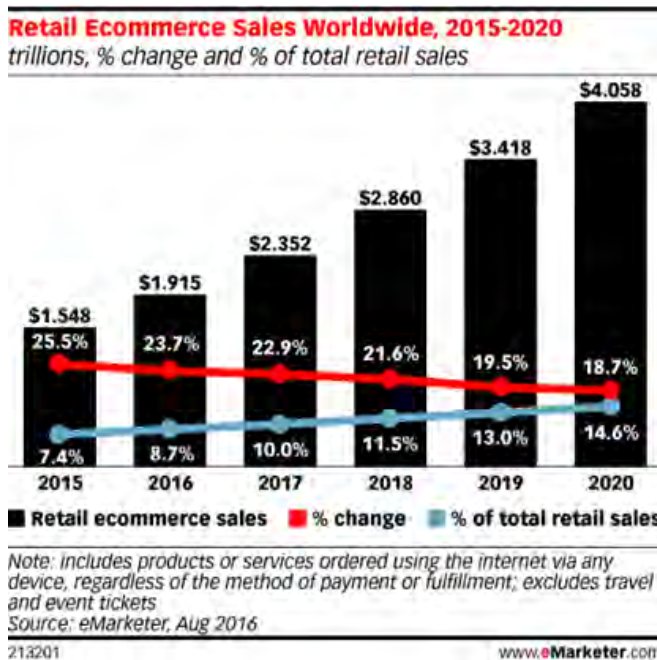 Retail Ecommerce Sales Worldwide, 2015-2020
trillions, % change and % of total retail sales
$4.058
$3.418
$2.860
$2.352
$1.915
$1.548
25.5% 23.7% 22.9% 21.6% 19.5% 18.7%
7.4% 8.7% 10.0% 11.5% 13.0% 14.6%
2015 2016 2017 2018 2019 2020
Retail ecommerce sales % change % of total retail sales
Note: includes products or services ordered using the internet via any
device, regardless of the method of payment or fulfillment; excludes travel
and event tickets
Source: eMarketer, Aug 2016
213201 www.eMarketer.com